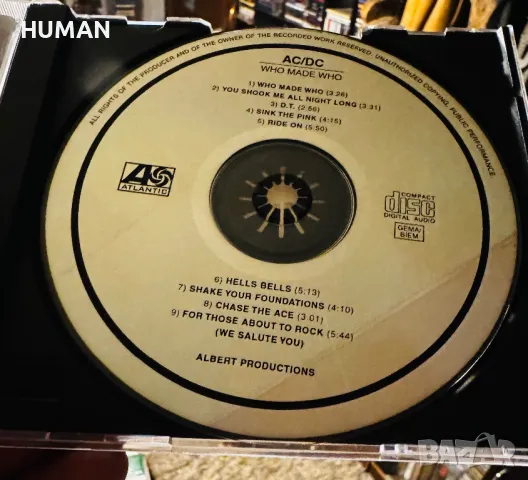 HUMAN
ALL RIGHTS OF THE PRODUCER AND OF THE OWNER OF THE RECORDED WORK RESERVED. UNAUTHORIZED COPYING, PUBLIC PERFORMANCE,
AC/DC
WHO MADE WHO
1) WHO MADE WHO (3:26)
2) YOU SHOOK ME ALL NIGHT LONG (3:31)
3) D.T. (2:56)
4) SINK THE PINK (4:15)
5) RIDE ON (5:50)
ATLANTIC
COMPACT
disc
DIGITAL AUDIO
GEMA/
BIEM
6) HELLS BELLS (5:13)
7) SHAKE YOUR FOUNDATIONS (4:10)
8) CHASE THE ACE (3:01)
9) FOR THOSE ABOUT TO ROCK (5:44)
(WE SALUTE YOU)
ALBERT PRODUCTIONS
BAZAR